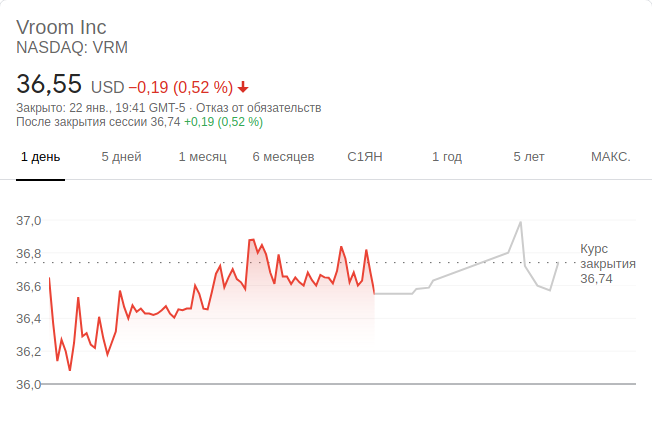 Vroom Inc
NASDAQ: VRM
36,55 USD −0,19 (0,52 %)
Закрыто: 22 янв., 19:41 GMT-5 · Отказ от обязательств
После закрытия сессии 36,74 +0,19 (0,52 %)
1 день 5 дней 1 месяц 6 месяцев С1ЯН 1 год 5 лет МАКС.
37,0
36,8
36,6
36,4
36,2
36,0
Курс
закрытия
36,74